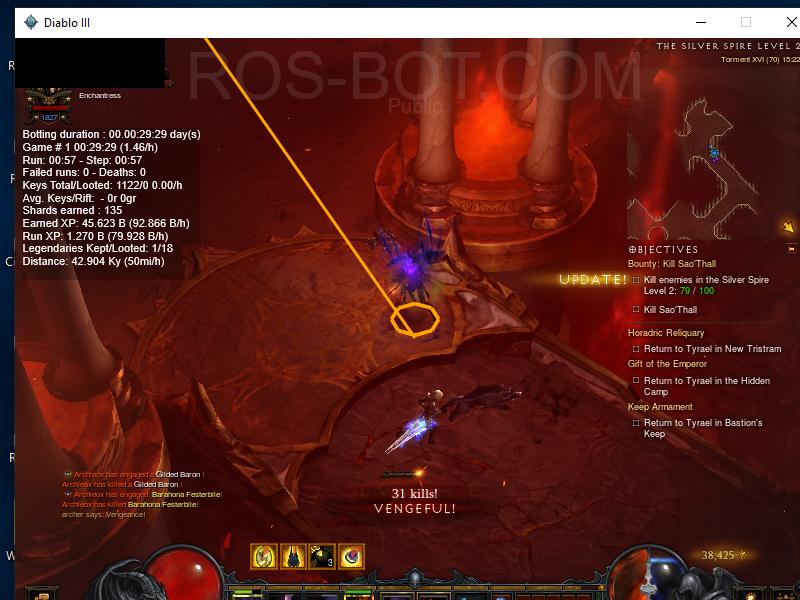 Diablo III
THE SILVER SPIRE LEVEL 2
Torment XVI (70) 15:22
ROS-BOT.COM
Public
Enchantress
1827
Botting duration : 00.00:29:29 day(s)
Game # 1 00:29:29 (1.46/h)
Run: 00:57 - Step: 00:57
Failed runs: 0 - Deaths: 0
Keys Total/Looted: 1122/0 0.00/h
Avg. Keys/Rift: - 0r 0gr
Shards earned : 135
Earned XP: 45.623 B (92.866 B/h)
Run XP: 1.270 B (79.928 B/h)
Legendaries Kept/Looted: 1/18
Distance: 42.904 Ky (50mi/h)
OBJECTIVES
Bounty: Kill Sao'Thall
UPDATE!
Kill enemies in the Silver Spire
Level 2: 79 / 100
Kill Sao'Thall
Horadric Reliquary
Return to Tyrael in New Tristram
Gift of the Emperor
Return to Tyrael in the Hidden
Camp
Keep Armament
Return to Tyrael in Bastion's
Keep
Archleox has engaged a Gilded Baron !
Archleox has killed a Gilded Baron !
Archleox has engaged Barahona Festerbile!
Archleox has killed Barahona Festerbile!
archer says: Vengeance!
31 kills!
VENGEFUL!
3
38,425